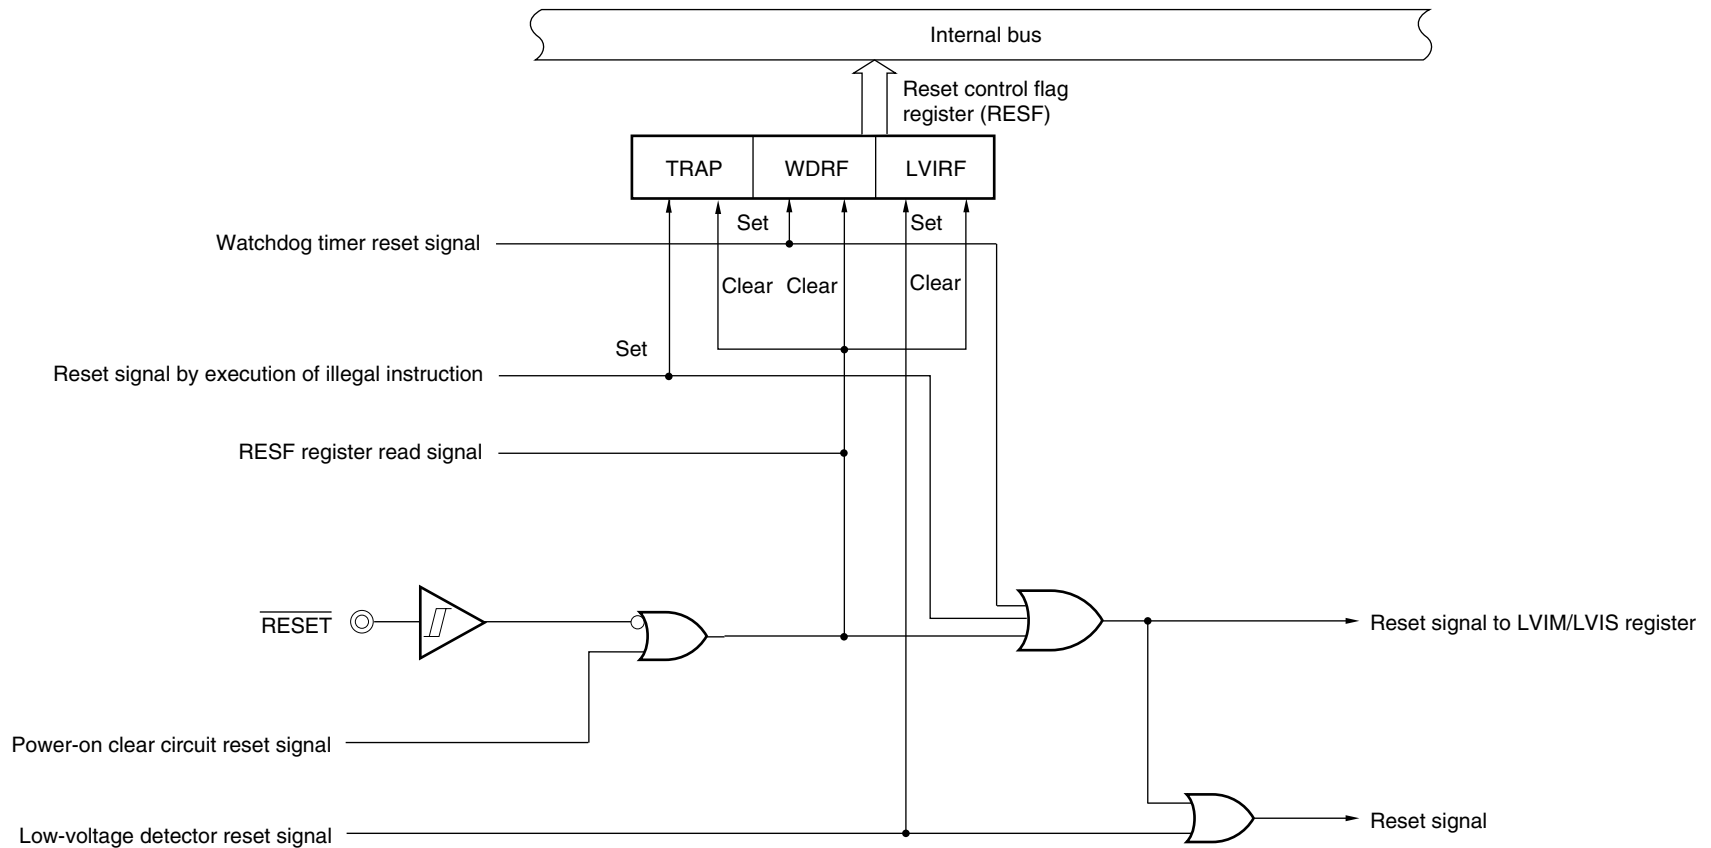 Internal bus
Reset control flag
register (RESF)
TRAP
WDRF
LVIRF
Set
Set
Watchdog timer reset signal
Clear
Clear
Clear
Set
Reset signal by execution of illegal instruction
RESF register read signal
RESET
Reset signal to LVIM/LVIS register
Power-on clear circuit reset signal
Low-voltage detector reset signal
Reset signal